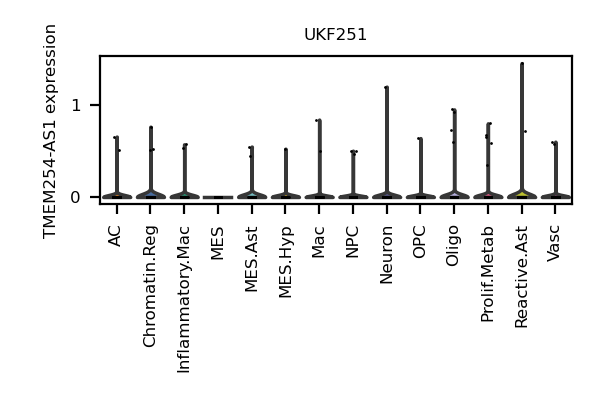 UKF251
TMEM254-AS1 expression
1
0
AC
Chromatin.Reg
Inflammatory.Mac
MES
MES.Ast
MES.Hyp
Mac
NPC
Neuron
OPC
Oligo
Prolif.Metab
Reactive.Ast
Vasc